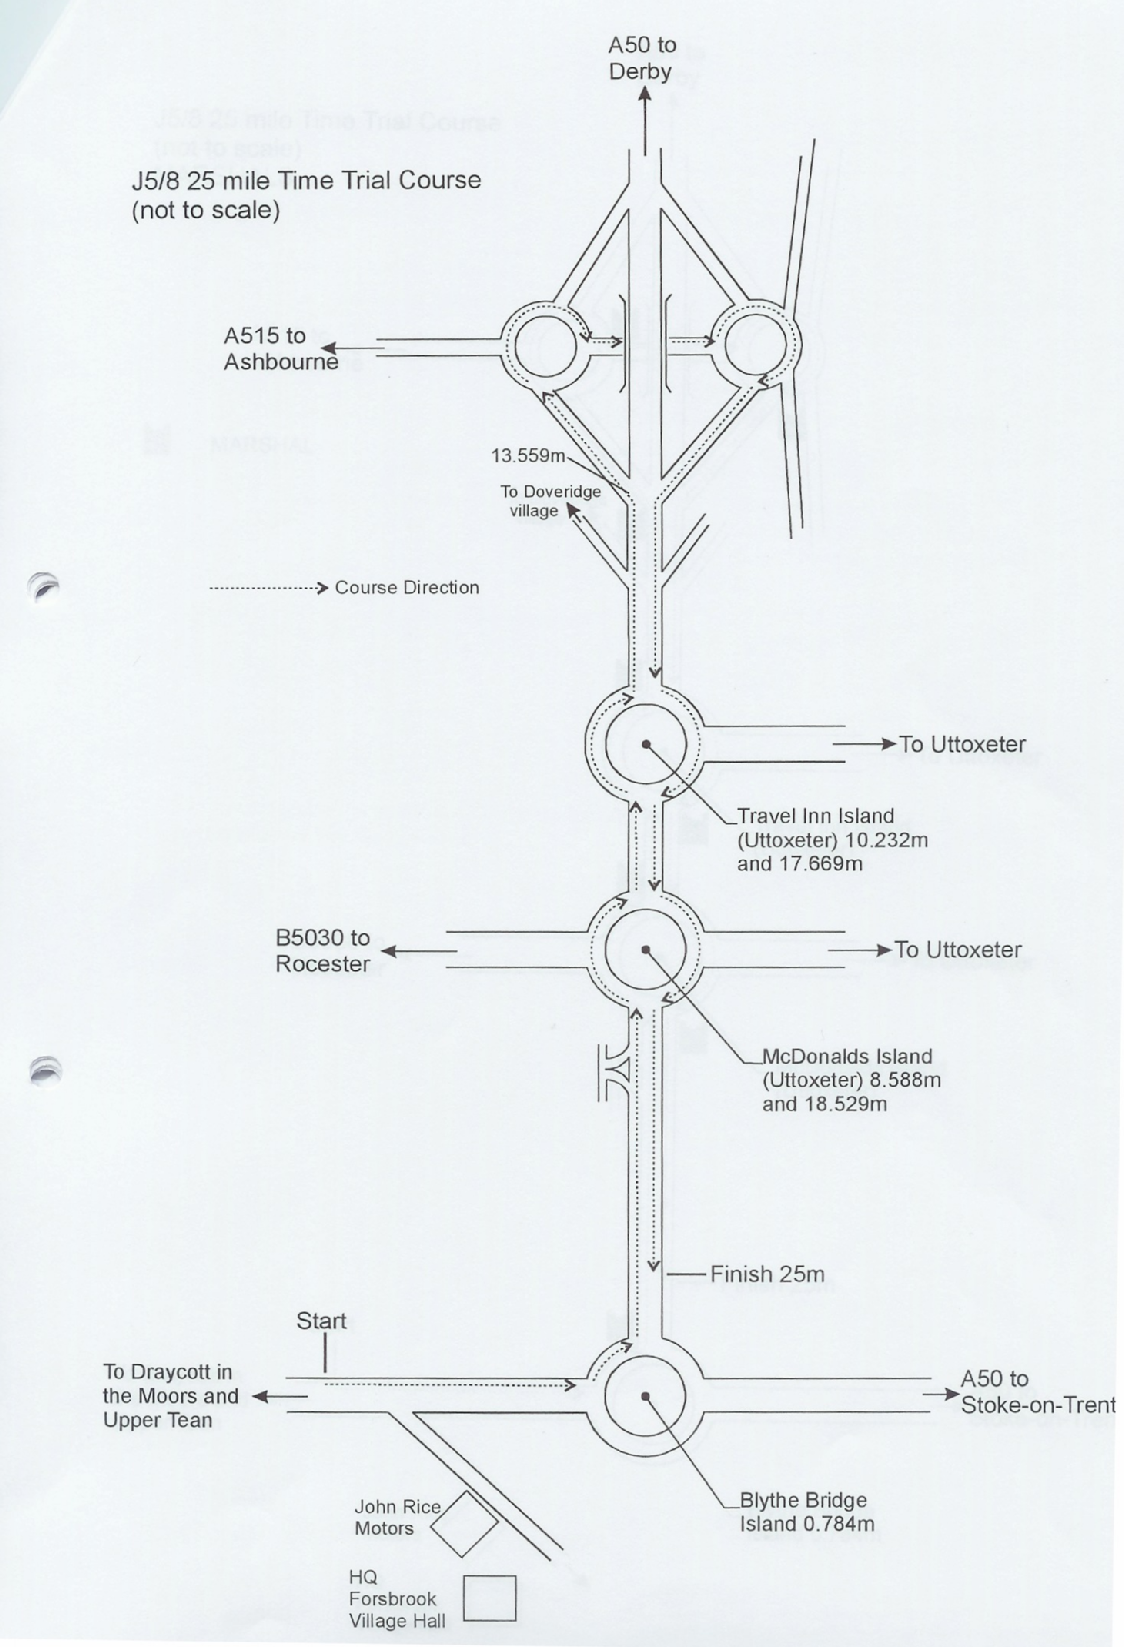 A50 to
Derby
J5/8 25 mile Time Trial Course
(not to scale)
A515 to
Ashbourne
13.559m
To Doveridge
village
Course Direction
To Uttoxeter
Travel Inn Island
(Uttoxeter) 10.232m
and 17.669m
B5030 to
Rocester
To Uttoxeter
McDonalds Island
(Uttoxeter) 8.588m
and 18.529m
Finish 25m
Start
To Draycott in
the Moors and
Upper Tean
A50 to
Stoke-on-Trent
John Rice
Motors
Blythe Bridge
Island 0.784m
HQ
Forsbrook
Village Hall